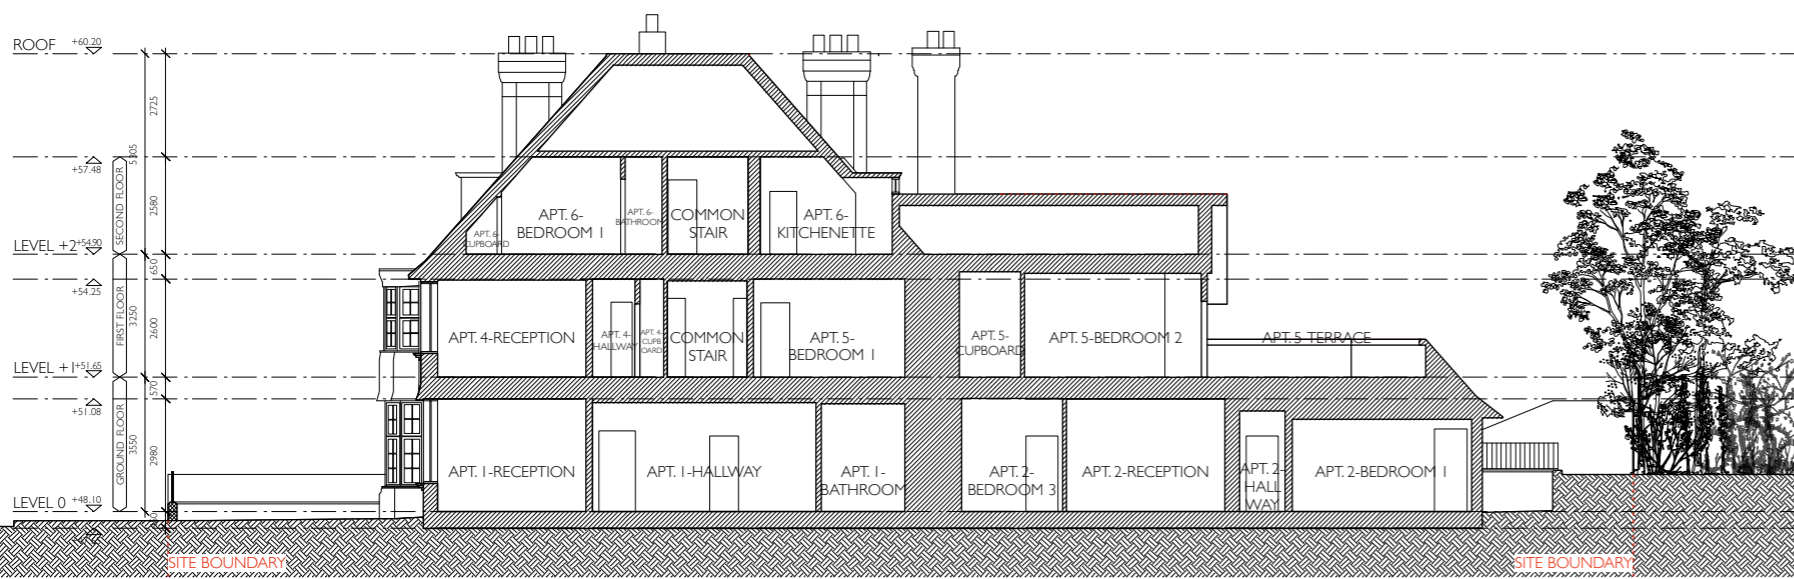 ROOF +60.20
2725
5305
+57.48
SECOND FLOOR
2580
LEVEL +2 +54.90
650
+54.25
FIRST FLOOR
3250
2600
LEVEL +1 +51.65
570
+51.08
GROUND FLOOR
3550
2980
LEVEL 0 +48.10
APT. 6-
CUPBOARD
APT. 6-
BEDROOM 1
APT. 6-
BATHROOM
COMMON
STAIR
APT. 6-
KITCHENETTE
APT. 4-RECEPTION
APT. 4-
HALLWAY
APT. 4-
CUPB
OARD
COMMON
STAIR
APT. 5-
BEDROOM 1
APT. 5-
CUPBOARD
APT. 5-BEDROOM 2
APT. 5-TERRACE
APT. 1-RECEPTION
APT. 1-HALLWAY
APT. 1-
BATHROOM
APT. 2-
BEDROOM 3
APT. 2-RECEPTION
APT. 2-
HALL
WAY
APT. 2-BEDROOM 1
SITE BOUNDARY
SITE BOUNDARY